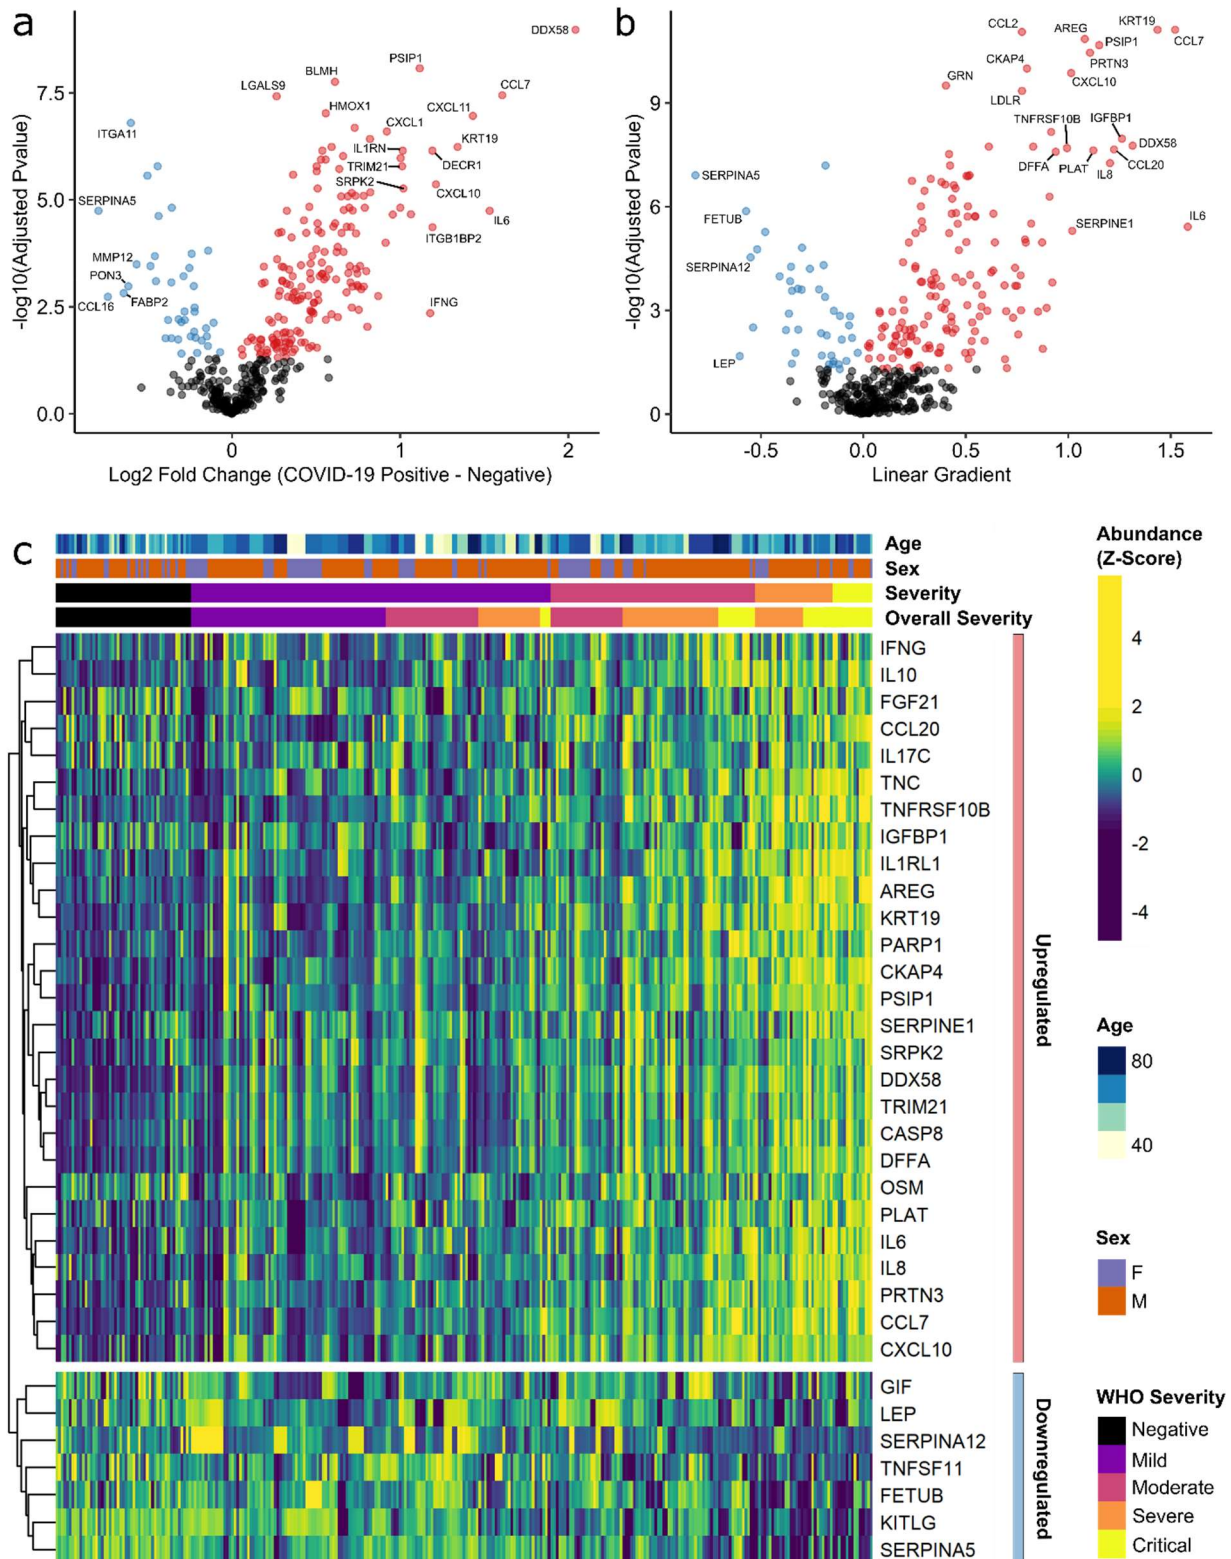 a
-log10(Adjusted Pvalue)
7.5
5.0
2.5
0.0
0
1
2
Log2 Fold Change (COVID-19 Positive - Negative)
DDX58
PSIP1
BLMH
CCL7
LGALS9
HMOX1
CXCL11
CXCL1
ITGA11
KRT19
IL1RN
TRIM21
DECR1
SRPK2
CXCL10
SERPINA5
IL6
ITGB1BP2
MMP12
PON3
CCL16
FABP2
IFNG
b
-log10(Adjusted Pvalue)
9
6
3
0
-0.5
0.0
0.5
1.0
1.5
Linear Gradient
CCL2
AREG
KRT19
PSIP1
CCL7
CKAP4
PRTN3
GRN
CXCL10
LDLR
TNFRSF10B
IGFBP1
DDX58
DFFA
PLAT
CCL20
IL8
SERPINA5
FETUB
SERPINE1
IL6
SERPINA12
LEP
c
Age
Sex
Severity
Overall Severity
IFNG
IL10
FGF21
CCL20
IL17C
TNC
TNFRSF10B
IGFBP1
IL1RL1
AREG
KRT19
PARP1
CKAP4
PSIP1
SERPINE1
SRPK2
DDX58
TRIM21
CASP8
DFFA
OSM
PLAT
IL6
IL8
PRTN3
CCL7
CXCL10
Upregulated
GIF
LEP
SERPINA12
TNFSF11
FETUB
KITLG
SERPINA5
Downregulated
Abundance
(Z-Score)
4
2
0
-2
-4
Age
80
40
Sex
F
M
WHO Severity
Negative
Mild
Moderate
Severe
Critical